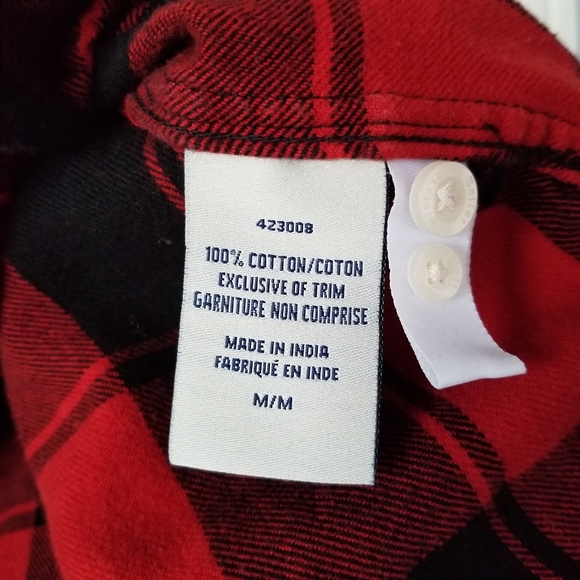 423008
100% COTTON/COTON
EXCLUSIVE OF TRIM
GARNITURE NON COMPRISE
MADE IN INDIA
FABRIQUÉ EN INDE
M/M